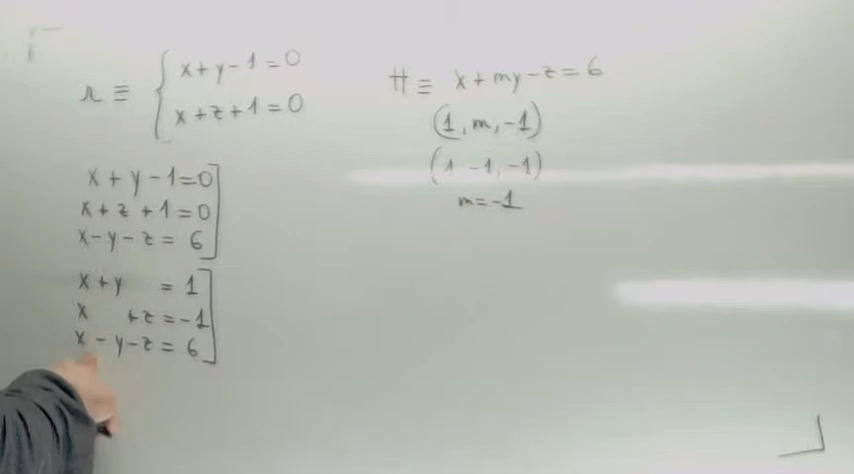 r ≡ { x + y - 1 = 0
x + z + 1 = 0
x + y - 1 = 0
x + z + 1 = 0
x - y - z = 6
x + y = 1
x + z = -1
x - y - z = 6
π ≡ x + my - z = 6
(1, m, -1)
(1 -1, -1)
m = -1